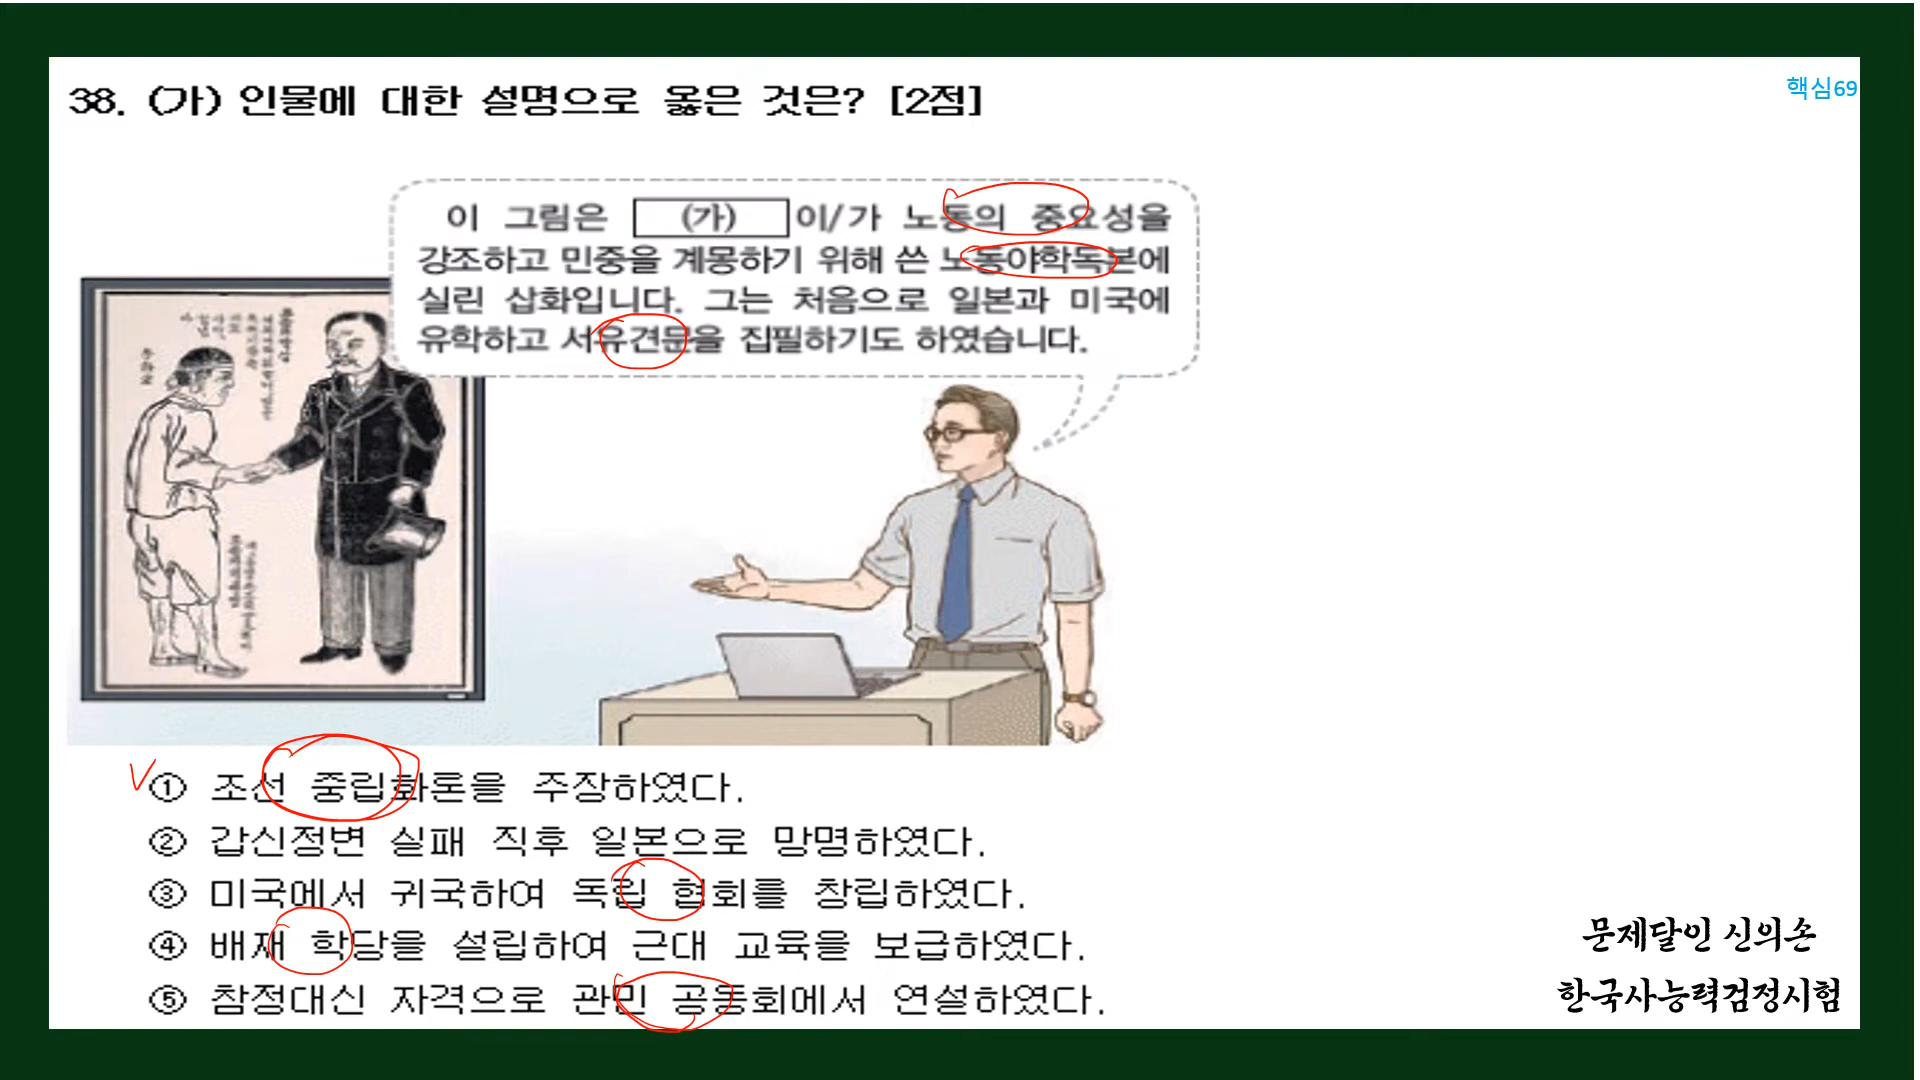 38. (가) 인물에 대한 설명으로 옳은 것은? [2점]
핵심69
이 그림은 (가) 이/가 노동의 중요성을
강조하고 민중을 계몽하기 위해 쓴 노동야학독본에
실린 삽화입니다. 그는 처음으로 일본과 미국에
유학하고 서유견문을 집필하기도 하였습니다.
① 조선 중립화론을 주장하였다.
② 갑신정변 실패 직후 일본으로 망명하였다.
③ 미국에서 귀국하여 독립 협회를 창립하였다.
④ 배재 학당을 설립하여 근대 교육을 보급하였다.
⑤ 참정대신 자격으로 관민 공동회에서 연설하였다.
문제달인 신의손
한국사능력검정시험